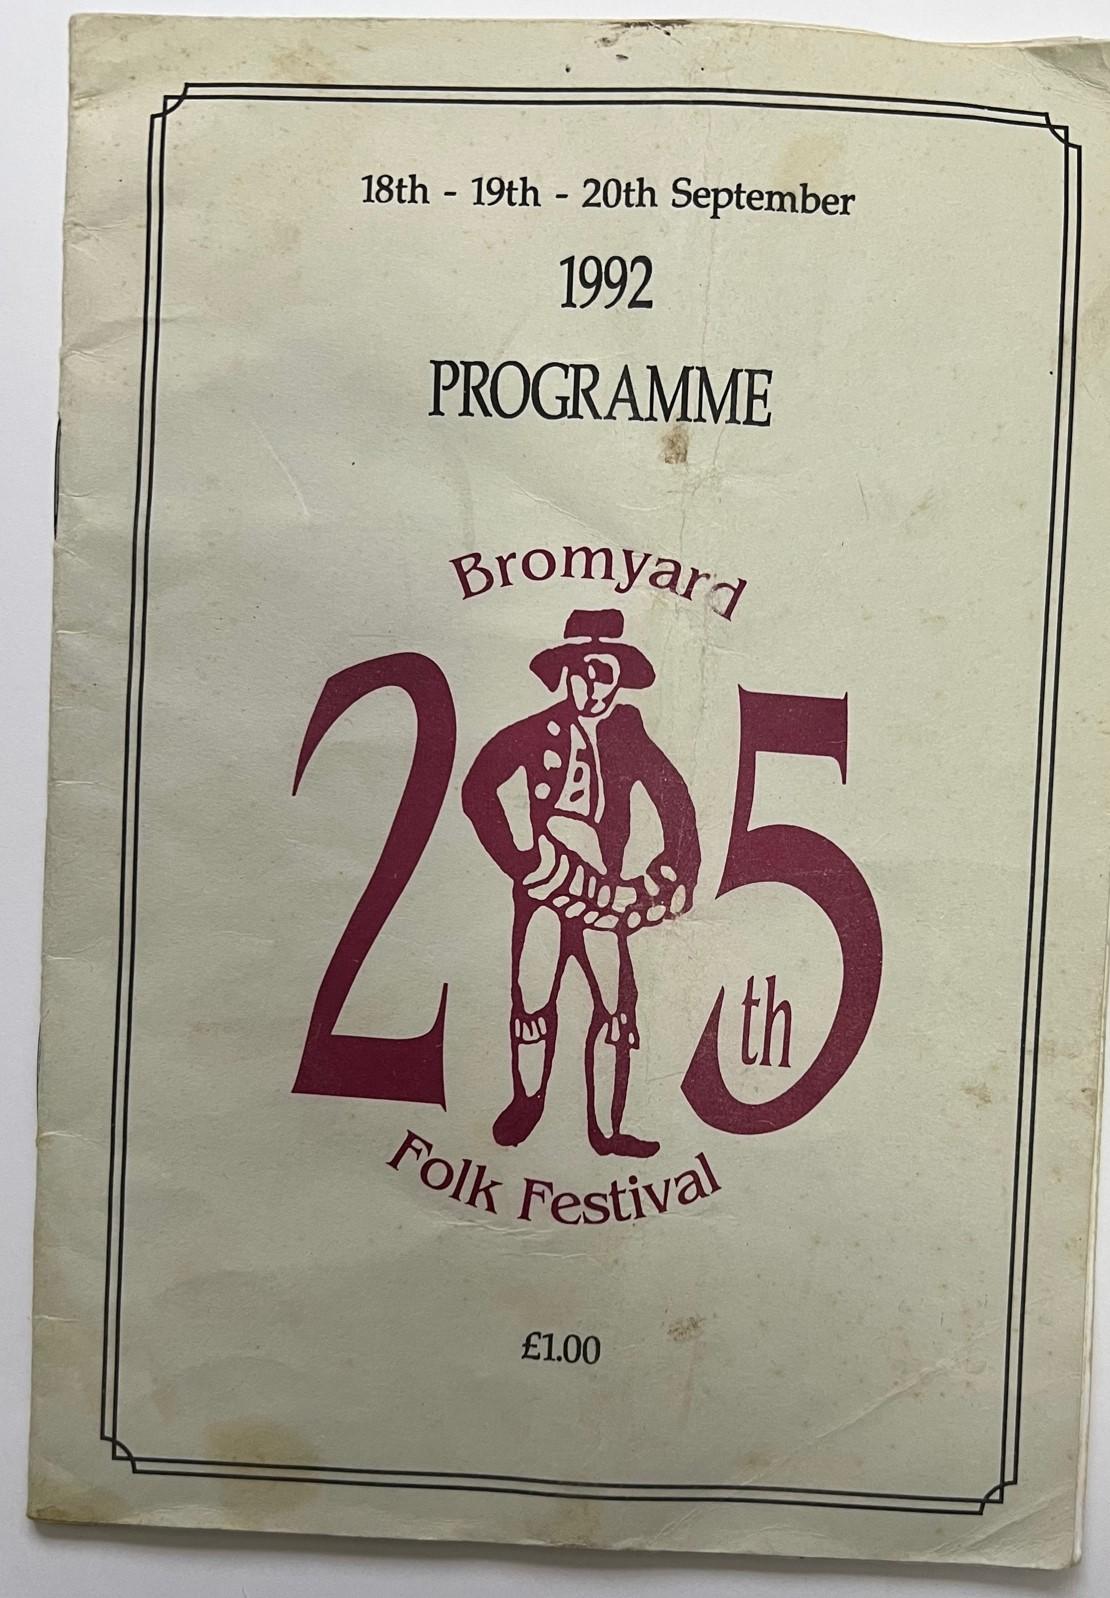 18th - 19th - 20th September
1992
PROGRAMME
Bromyard
25th
Folk Festival
£1.00